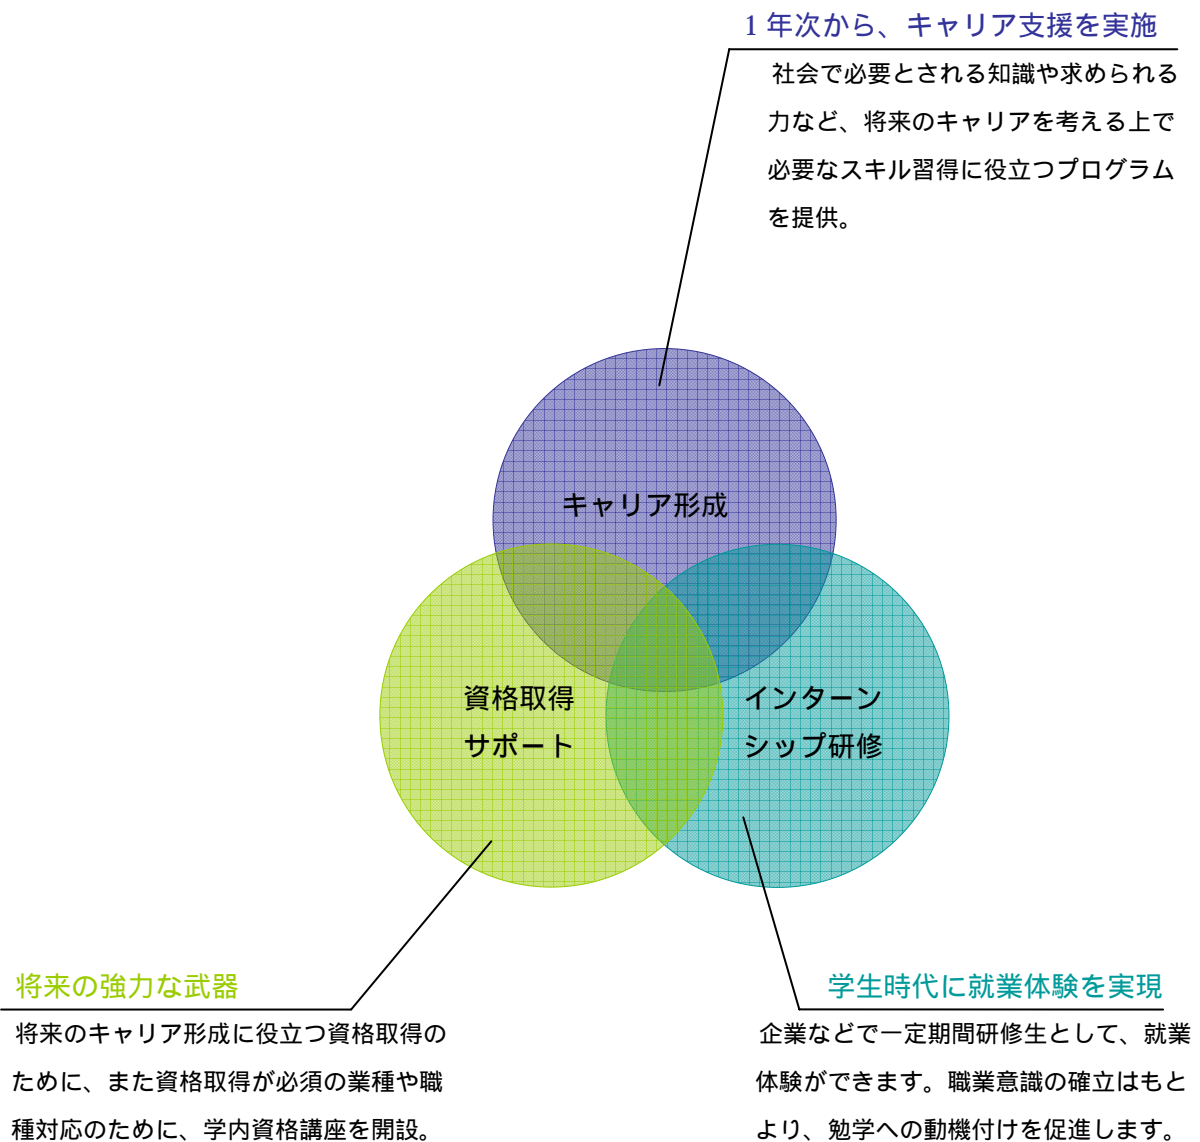 1年次から、キャリア支援を実施
社会で必要とされる知識や求められる
力など、将来のキャリアを考える上で
必要なスキル習得に役立つプログラム
を提供。
キャリア形成
資格取得
サポート
インターン
シップ研修
将来の強力な武器
将来のキャリア形成に役立つ資格取得の
ために、また資格取得が必須の業種や職
種対応のために、学内資格講座を開設。
学生時代に就業体験を実現
企業などで一定期間研修生として、就業
体験ができます。職業意識の確立はもと
より、勉学への動機付けを促進します。